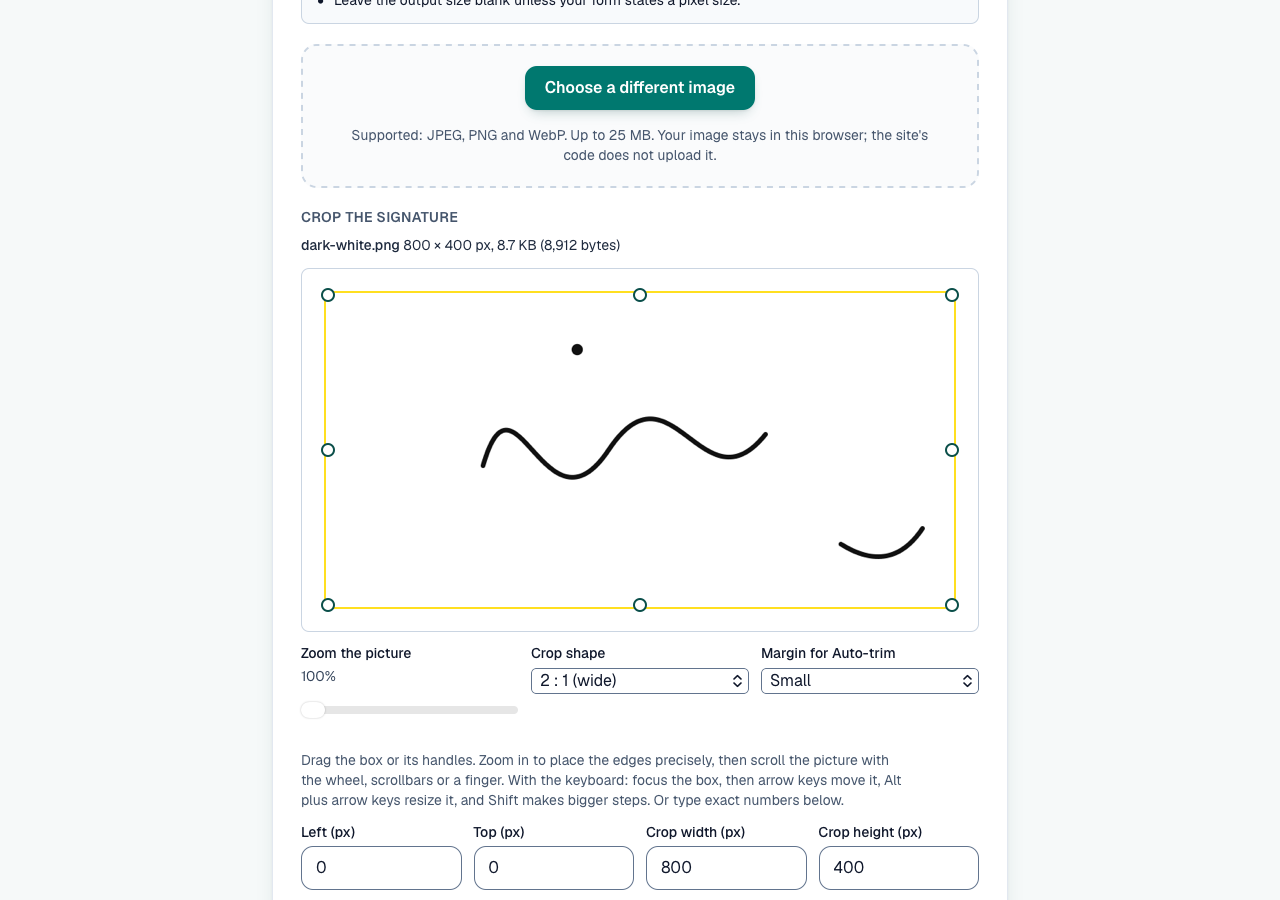 Leave the output size blank unless your form states a pixel size.
Choose a different image
Supported: JPEG, PNG and WebP. Up to 25 MB. Your image stays in this browser; the site's
code does not upload it.
CROP THE SIGNATURE
dark-white.png 800 × 400 px, 8.7 KB (8,912 bytes)
Zoom the picture
100%
Crop shape
2 : 1 (wide)
Margin for Auto-trim
Small
Drag the box or its handles. Zoom in to place the edges precisely, then scroll the picture with
the wheel, scrollbars or a finger. With the keyboard: focus the box, then arrow keys move it, Alt
plus arrow keys resize it, and Shift makes bigger steps. Or type exact numbers below.
Left (px)
0
Top (px)
0
Crop width (px)
800
Crop height (px)
400